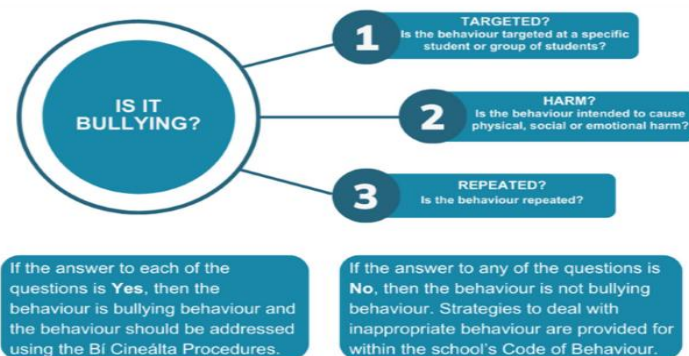 IS IT
BULLYING?
1
TARGETED?
Is the behaviour targeted at a specific
student or group of students?
2
HARM?
Is the behaviour intended to cause
physical, social or emotional harm?
3
REPEATED?
Is the behaviour repeated?
If the answer to each of the
questions is Yes, then the
behaviour is bullying behaviour and
the behaviour should be addressed
using the Bí Cineálta Procedures.
If the answer to any of the questions is
No, then the behaviour is not bullying
behaviour. Strategies to deal with
inappropriate behaviour are provided for
within the school's Code of Behaviour.